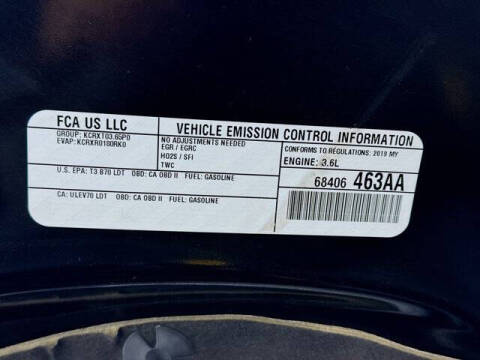 FCA US LLC
GROUP: KCRXT03.65P0
EVAP: KCRXR0180RK0
VEHICLE EMISSION CONTROL INFORMATION
NO ADJUSTMENTS NEEDED
EGR / EGRC
HO2S / SFI
TWC
CONFORMS TO REGULATIONS: 2019 MY
ENGINE: 3.6L
U.S. EPA: T3 B70 LDT OBD: CA OBD II FUEL: GASOLINE
68406 463AA
CA: ULEV70 LDT OBD: CA OBD II FUEL: GASOLINE